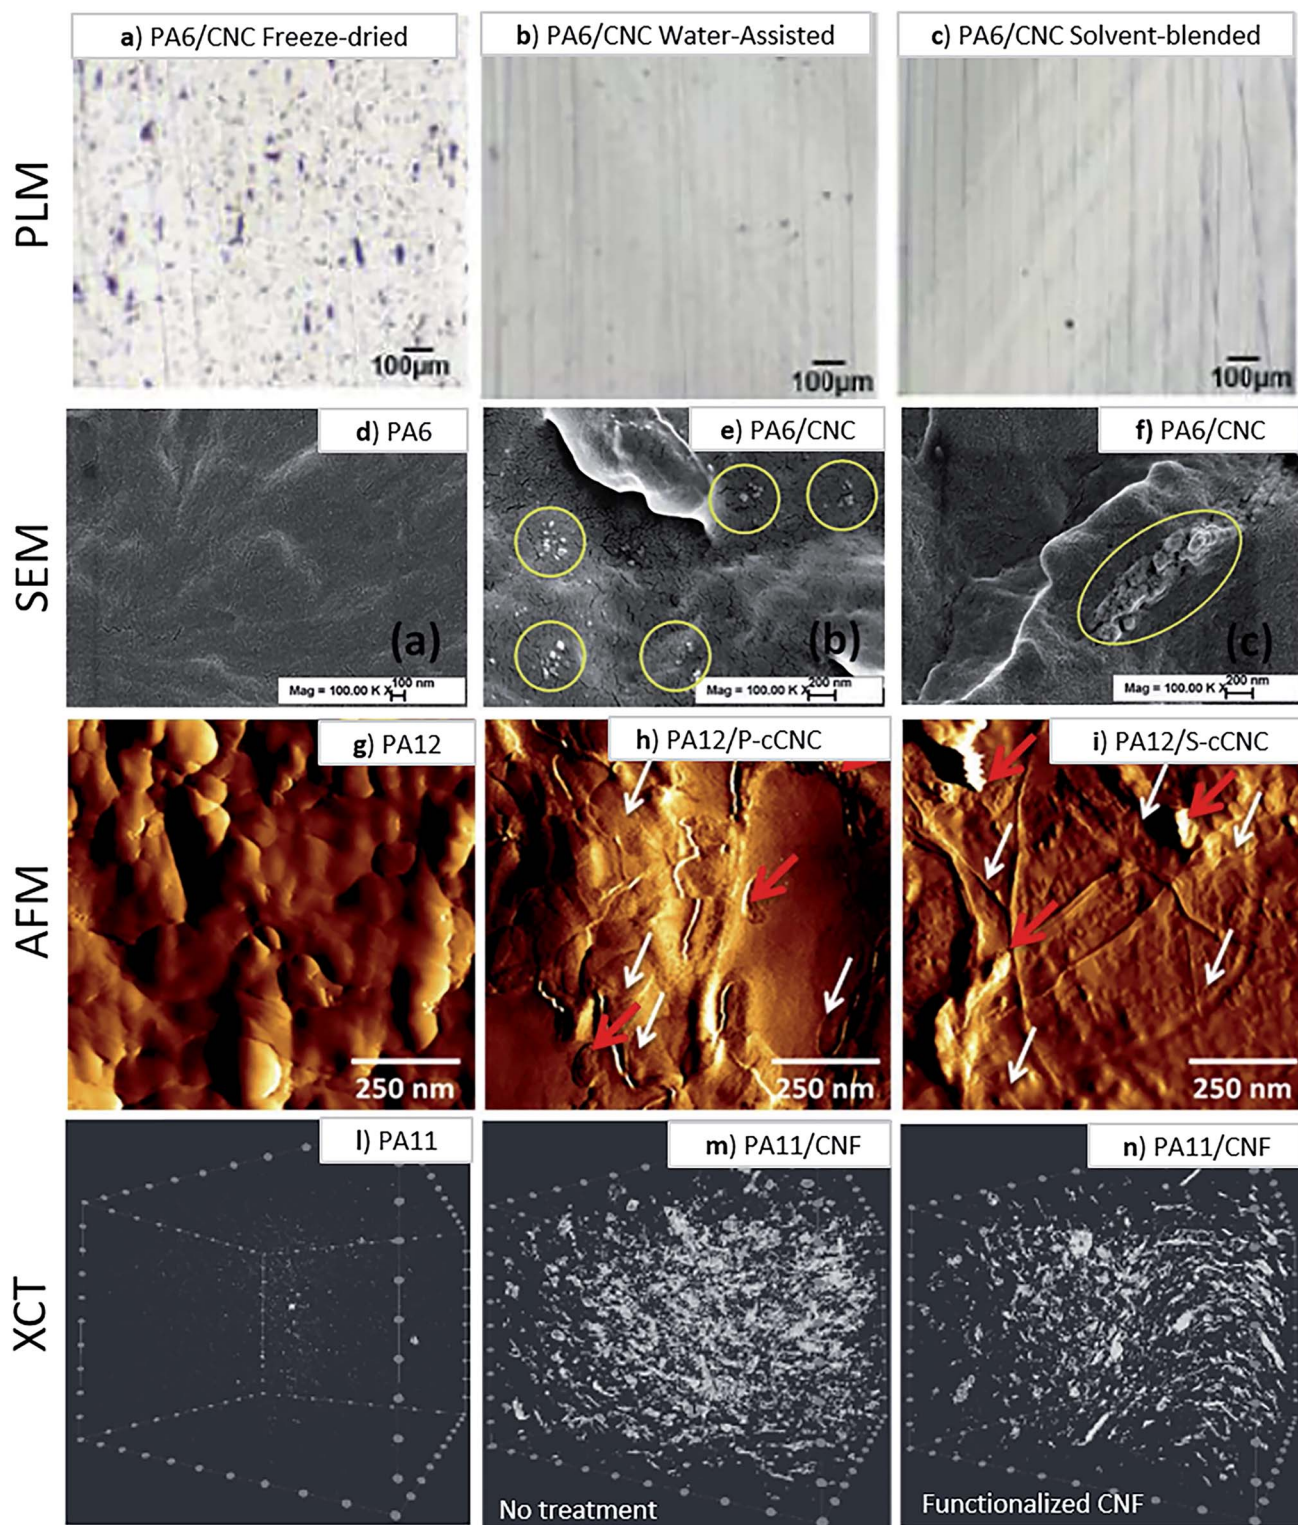 PLM
a) PA6/CNC Freeze-dried
b) PA6/CNC Water-Assisted
c) PA6/CNC Solvent-blended
100μm
100μm
100μm
SEM
d) PA6
e) PA6/CNC
f) PA6/CNC
(a)
(b)
(c)
Mag = 100.00 K X 100 nm
Mag = 100.00 K X 200 nm
Mag = 100.00 K X 200 nm
AFM
g) PA12
h) PA12/P-cCNC
i) PA12/S-cCNC
250 nm
250 nm
250 nm
XCT
l) PA11
m) PA11/CNF
n) PA11/CNF
No treatment
Functionalized CNF